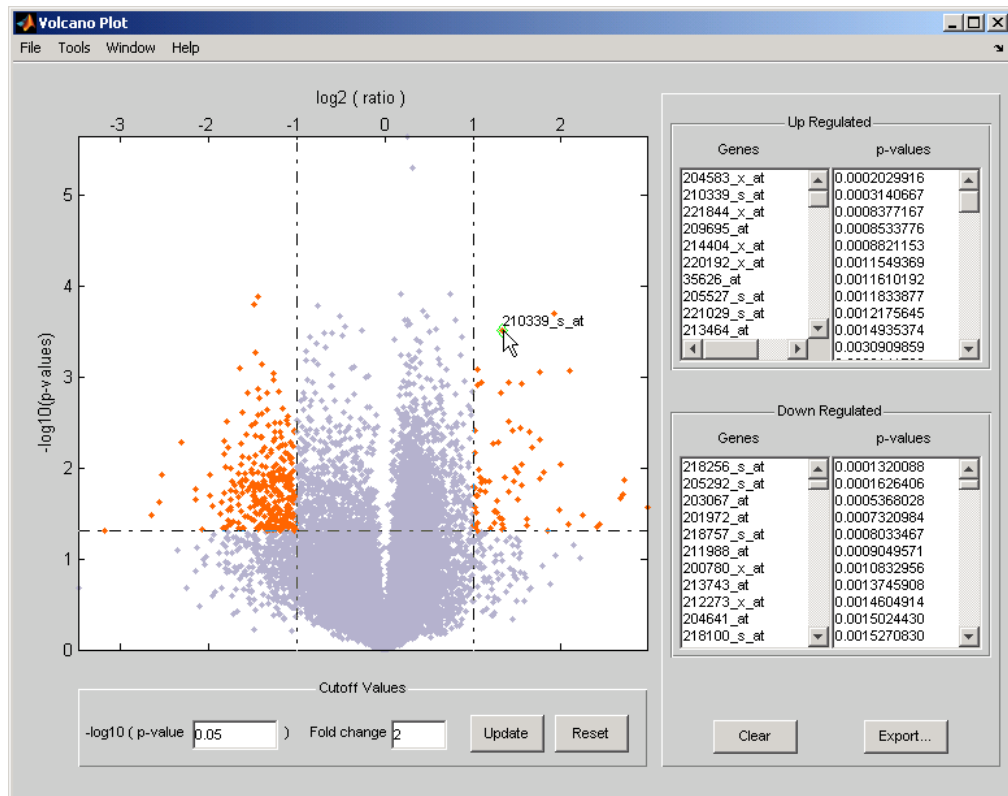 Volcano Plot
File Tools Window Help
log2 ( ratio )
-3 -2 -1 0 1 2
5
4
3
2
1
0
-log10(p-values)
210339_s_at
Cutoff Values
-log10 ( p-value 0.05 ) Fold change 2 Update Reset
Up Regulated
Genes p-values
204583_x_at 0.0002029916
210339_s_at 0.0003140667
221844_x_at 0.0008377167
209695_at 0.0008533776
214404_x_at 0.0008821153
220192_x_at 0.0011549369
35626_at 0.0011610192
205527_s_at 0.0011833877
221029_s_at 0.0012175645
213464_at 0.0014935374
0.0030909859
Down Regulated
Genes p-values
218256_s_at 0.0001320088
205292_s_at 0.0001626406
203067_at 0.0005368028
201972_at 0.0007320984
218757_s_at 0.0008033467
211988_at 0.0009049571
200780_x_at 0.0010832956
213743_at 0.0013745908
212273_x_at 0.0014604914
204641_at 0.0015024430
218100_s_at 0.0015270830
Clear Export...